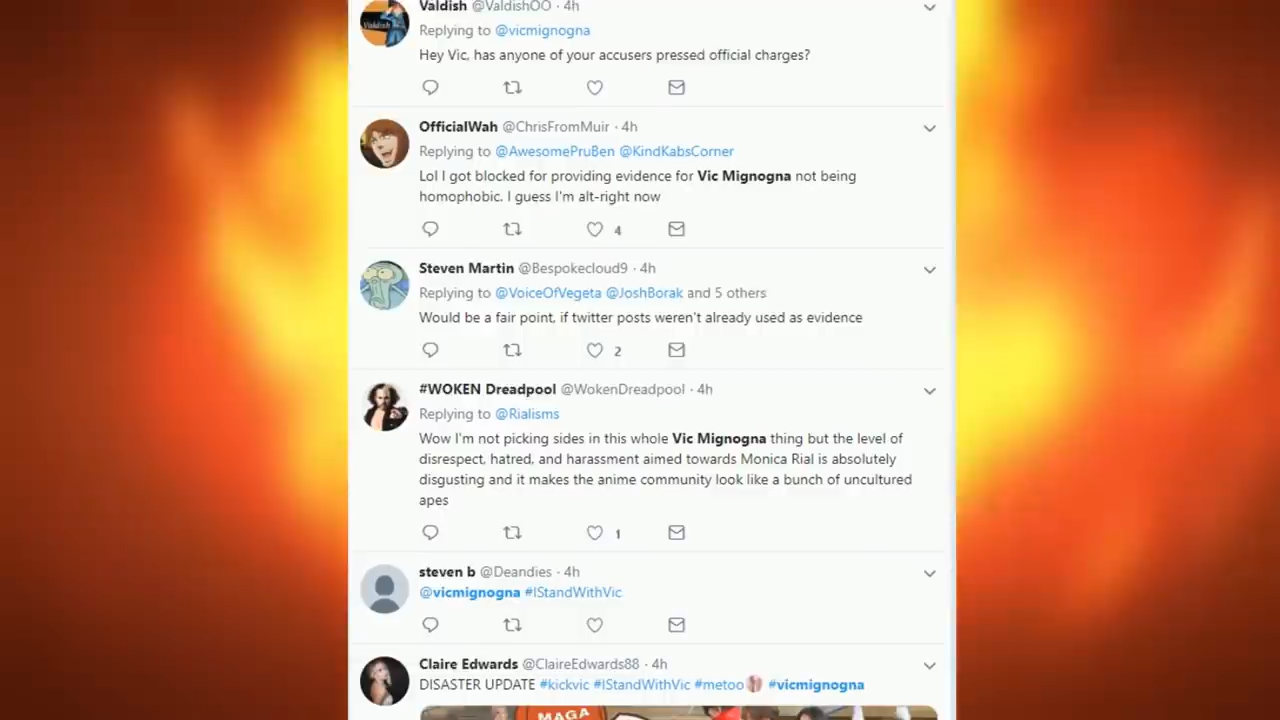 Valdish @ValdishOO · 4h
Replying to @vicmignogna
Hey Vic, has anyone of your accusers pressed official charges?
OfficialWah @ChrisFromMuir · 4h
Replying to @AwesomePruBen @KindKabsCorner
Lol I got blocked for providing evidence for Vic Mignogna not being
homophobic. I guess I'm alt-right now
4
Steven Martin @Bespokecloud9 · 4h
Replying to @VoiceOfVegeta @JoshBorak and 5 others
Would be a fair point, if twitter posts weren't already used as evidence
2
#WOKEN Dreadpool @WokenDreadpool · 4h
Replying to @Rialisms
Wow I'm not picking sides in this whole Vic Mignogna thing but the level of
disrespect, hatred, and harassment aimed towards Monica Rial is absolutely
disgusting and it makes the anime community look like a bunch of uncultured
apes
1
steven b @Deandies · 4h
@vicmignogna #IStandWithVic
Claire Edwards @ClaireEdwards88 · 4h
DISASTER UPDATE #kickvic #IStandWithVic #metoo #vicmignogna
MAGA